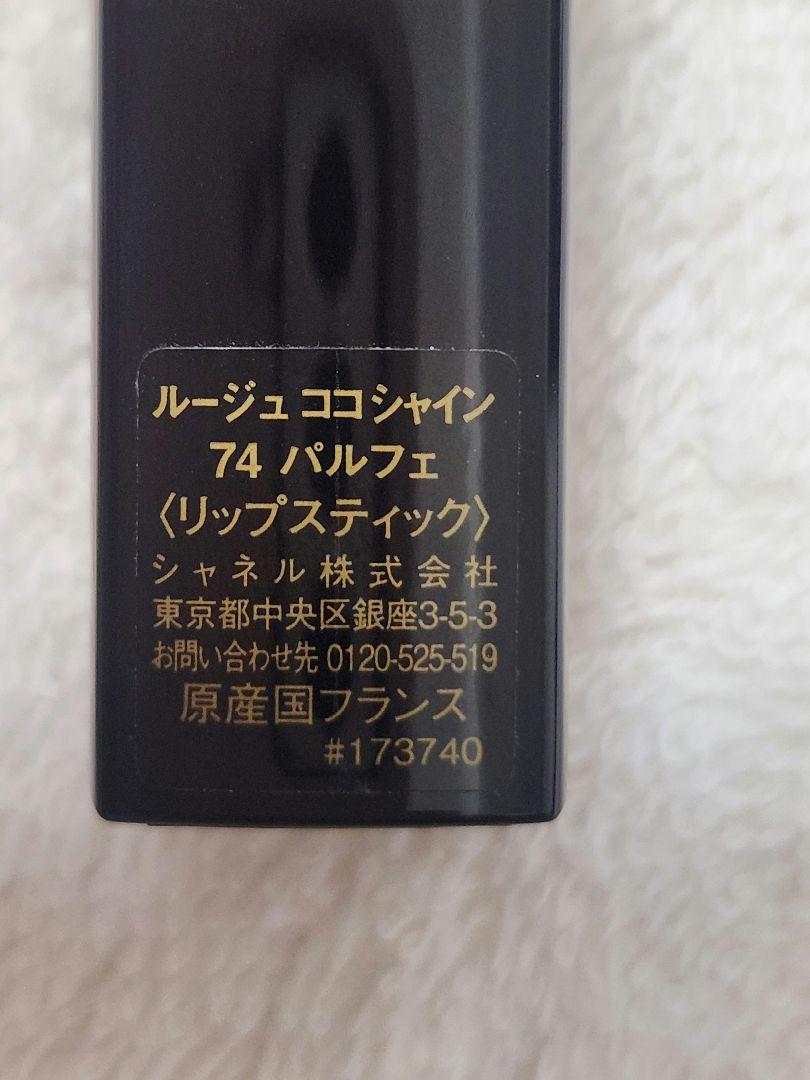 ルージュ ココ シャイン
74 パルフェ
〈リップスティック〉
シャネル株式会社
東京都中央区銀座3-5-3
お問い合わせ先 0120-525-519
原産国フランス
#173740